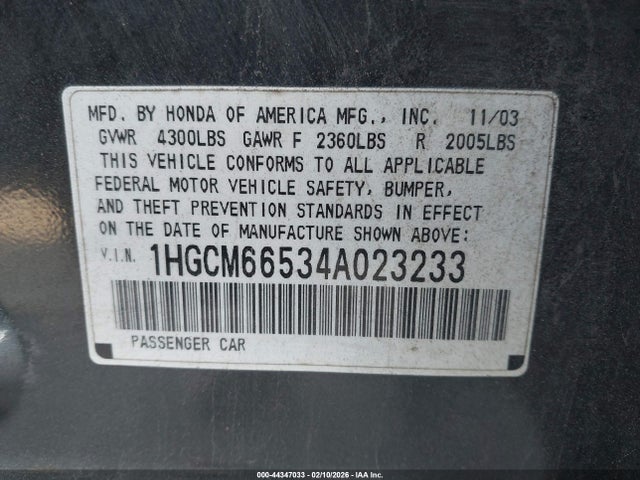 MFD. BY HONDA OF AMERICA MFG., INC. 11/03
GVWR 4300LBS GAWR F 2360LBS R 2005LBS
THIS VEHICLE CONFORMS TO ALL APPLICABLE
FEDERAL MOTOR VEHICLE SAFETY, BUMPER,
AND THEFT PREVENTION STANDARDS IN EFFECT
ON THE DATE OF MANUFACTURE SHOWN ABOVE:
V.I.N. 1HGCM66534A023233
PASSENGER CAR
000-44347033 - 02/10/2026 - IAA Inc.